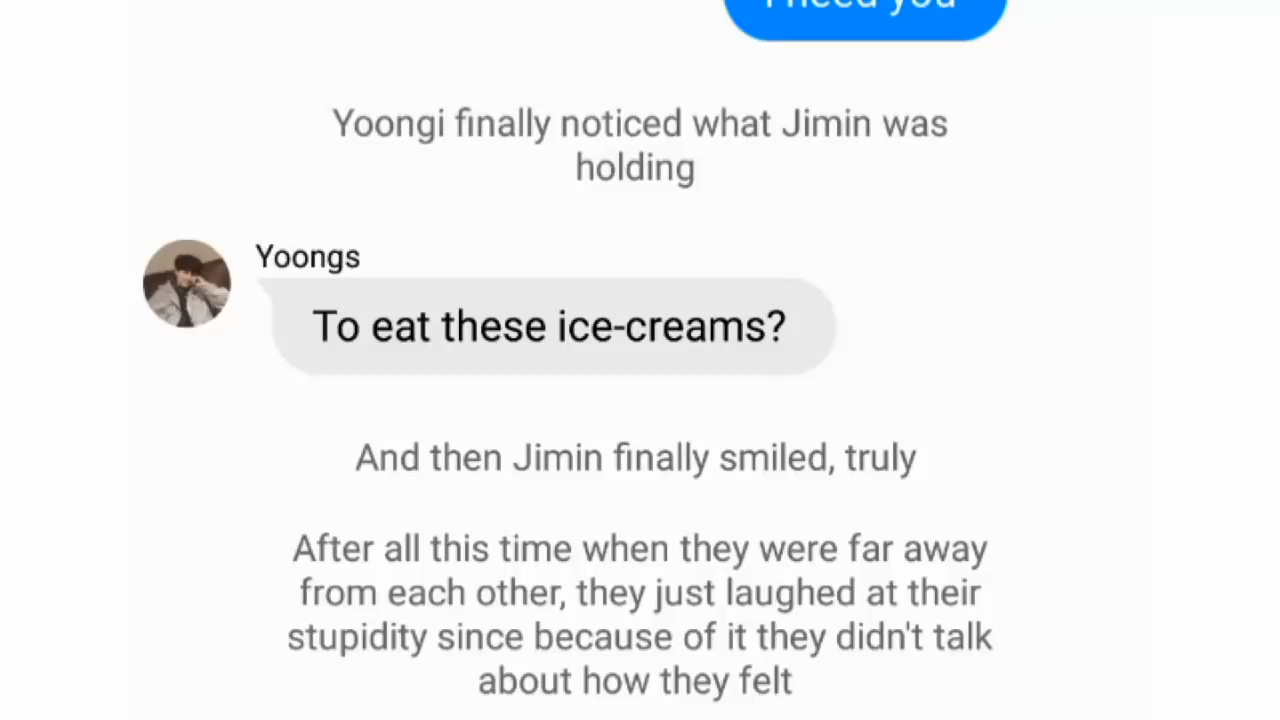 I need you
Yoongi finally noticed what Jimin was
holding
Yoongs
To eat these ice-creams?
And then Jimin finally smiled, truly
After all this time when they were far away
from each other, they just laughed at their
stupidity since because of it they didn't talk
about how they felt